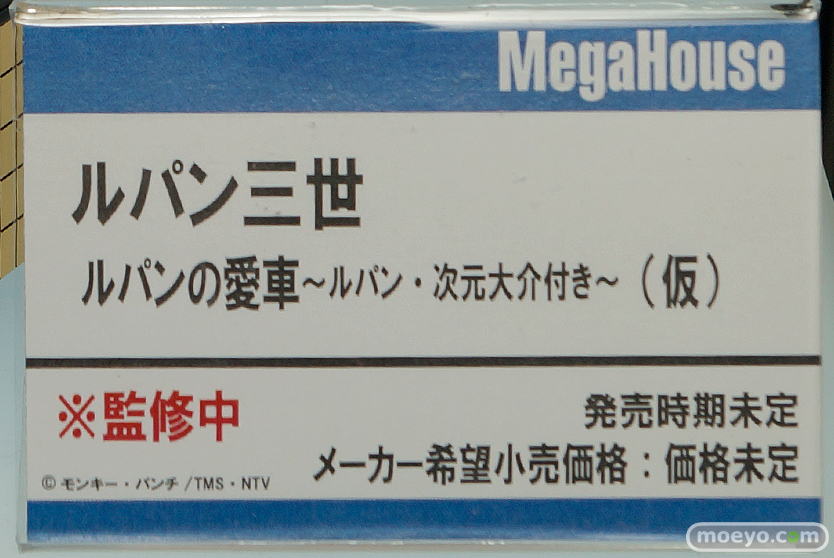 MegaHouse
ルパン三世
ルパンの愛車~ルパン・次元大介付き~(仮)
※監修中
発売時期未定
メーカー希望小売価格:価格未定
© モンキー・パンチ/TMS・NTV
moeyo.com